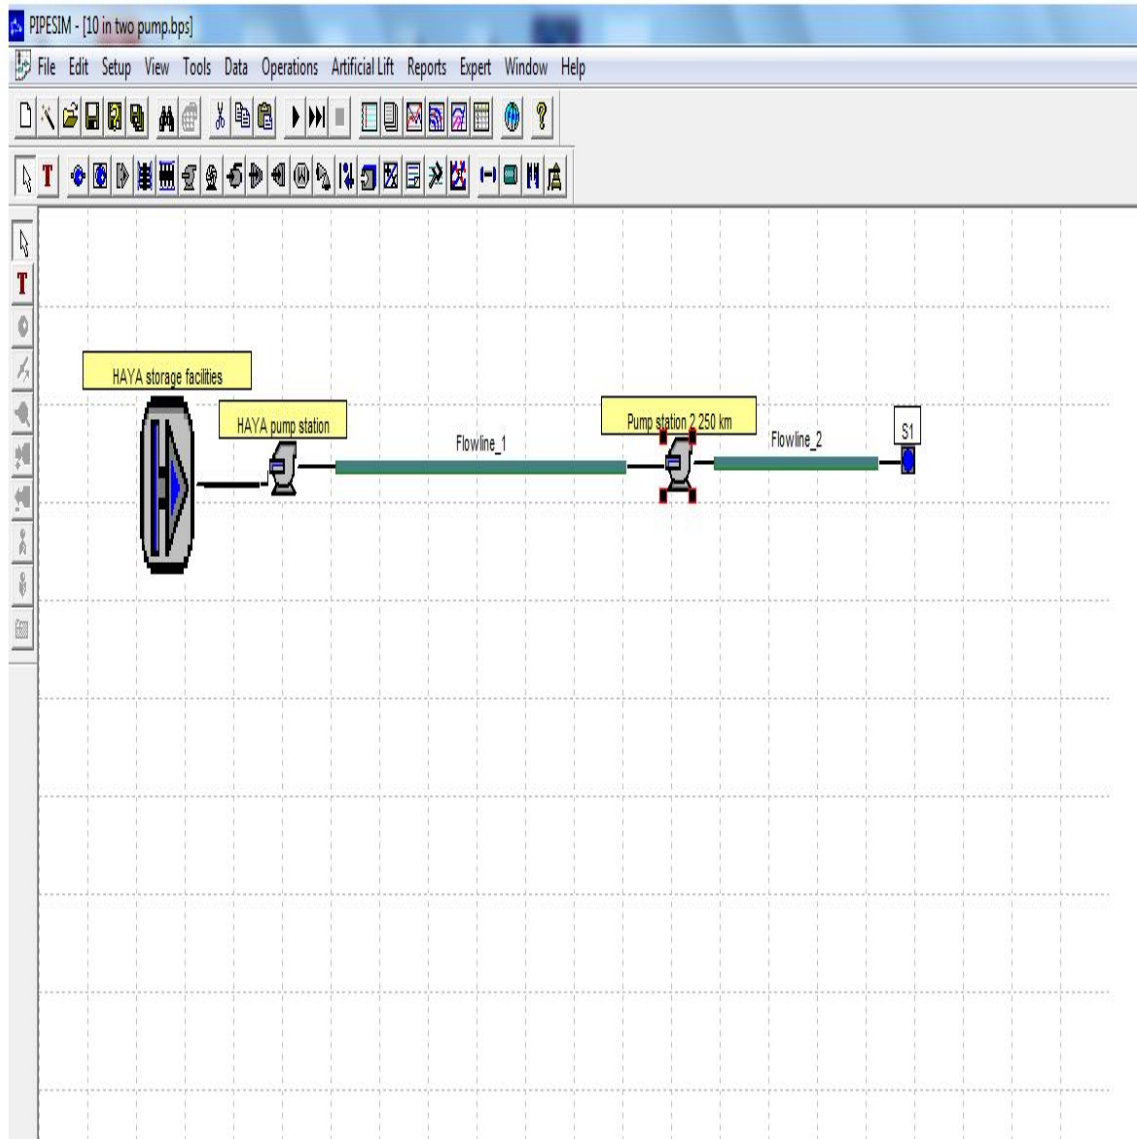 PIPESIM - [10 in two pump.bps]
File Edit Setup View Tools Data Operations Artificial Lift Reports Expert Window Help
T
T
HAYA storage facilities
HAYA pump station
Flowline_1
Pump station 2 250 km
Flowline_2
S1